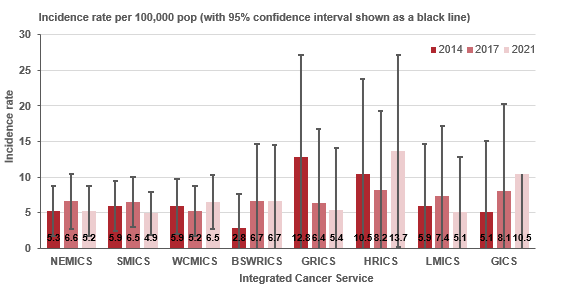 Incidence rate per 100,000 pop (with 95% confidence interval shown as a black line)
30
2014 2017 2021
25
20
15
10
5
0
Incidence rate
5.3 6.6 5.2 5.9 6.5 4.9 5.9 5.2 6.5 2.8 6.7 6.7 12.8 6.4 5.4 10.5 8.2 13.7 5.9 7.4 5.1 5.1 8.1 10.5
NEMICS SMICS WCMICS BSWRICS GRICS HRICS LMICS GICS
Integrated Cancer Service